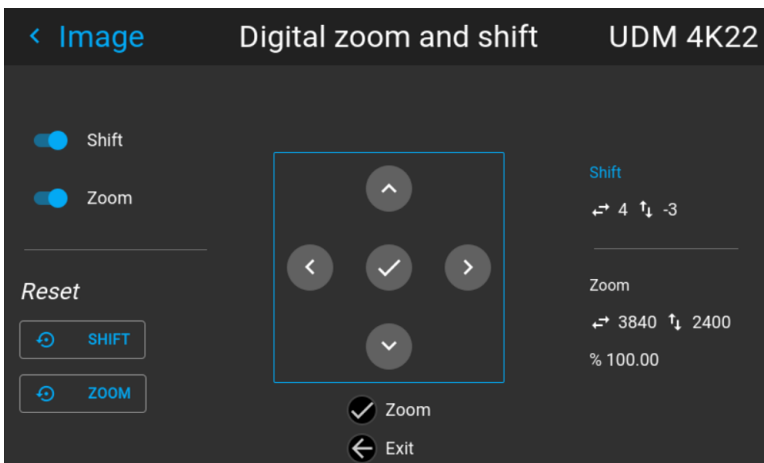 Image
Digital zoom and shift
UDM 4K22
Shift
Zoom
Reset
SHIFT
ZOOM
Zoom
Exit
Shift
4 -3
Zoom
3840 2400
% 100.00